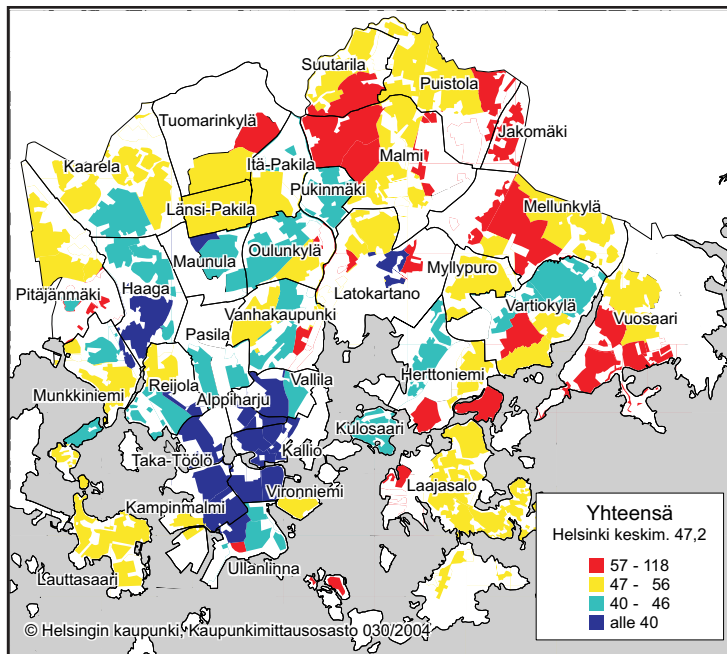 Suutarila
Puistola
Tuomarinkylä
Jakomäki
Kaarela
Itä-Pakila
Malmi
Pukinmäki
Länsi-Pakila
Mellunkylä
Maunula
Oulunkylä
Myllypuro
Pitäjänmäki
Haaga
Latokartano
Vartiokylä
Vuosaari
Vanhakaupunki
Pasila
Herttoniemi
Munkkiniemi
Reijola
Vallila
Alppiharju
Kulosaari
Taka-Töölö
Kallio
Laajasalo
Vironniemi
Kampinmalmi
Lauttasaari
Ullanlinna
Yhteensä
Helsinki keskim. 47,2
57 - 118
47 - 56
40 - 46
alle 40
© Helsingin kaupunki, Kaupunkimittausosasto 030/2004